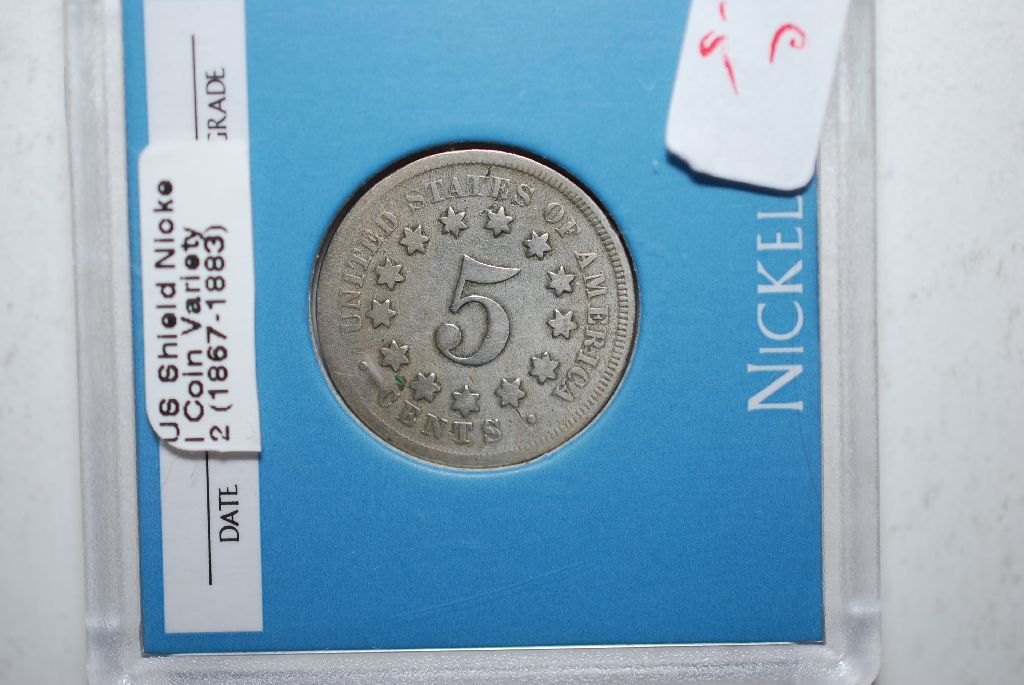 GRADE
US Shield Nicke
l Coin Variety
2 (1867-1883)
DATE
UNITED STATES OF AMERICA
5
CENTS
NICKEL